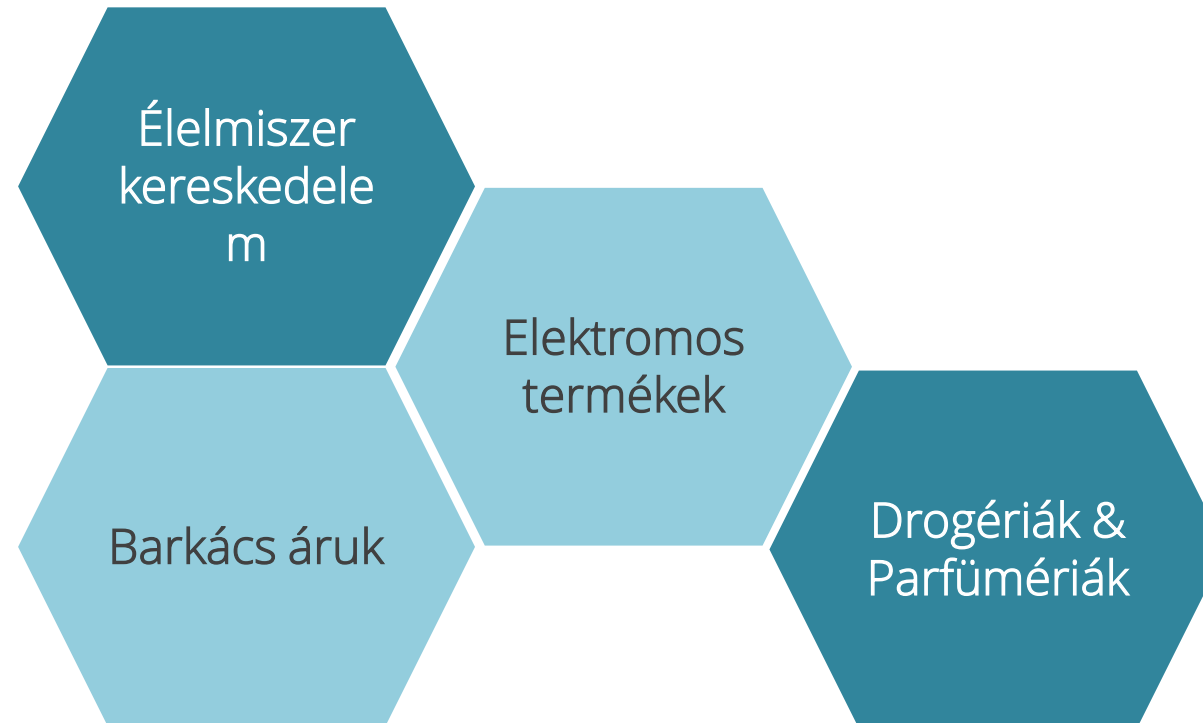 Élelmiszer
kereskedele
m
Elektromos
termékek
Barkács áruk
Drogériák &
Parfümériák